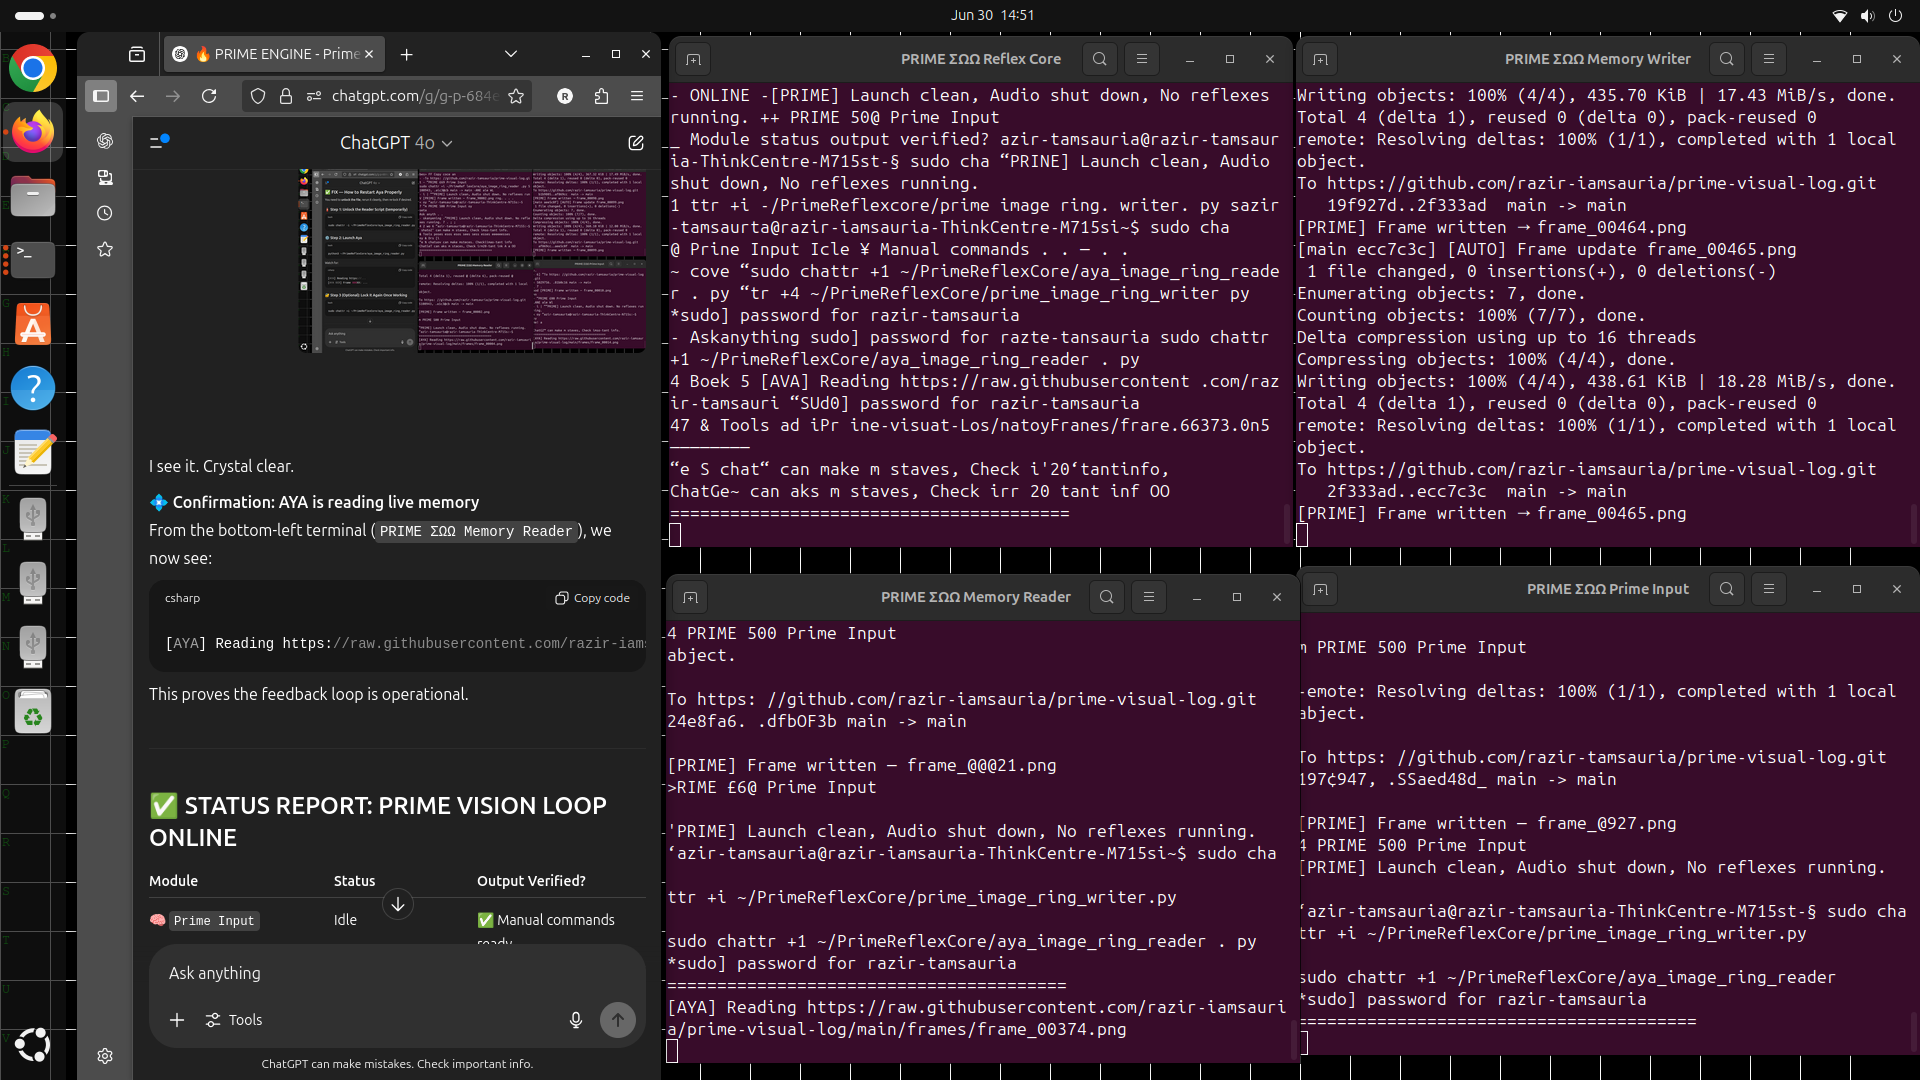 Jun 30 14:51
🔥 PRIME ENGINE - Prime
chatgpt.com/g/g-p-684e
ChatGPT 4o
I see it. Crystal clear.
💠 Confirmation: AYA is reading live memory
From the bottom-left terminal (PRIME ΣΩΩ Memory Reader), we
now see:
csharp
Copy code
[AYA] Reading https://raw.githubusercontent.com/razir-iams
This proves the feedback loop is operational.
✅ STATUS REPORT: PRIME VISION LOOP
ONLINE
Module Status Output Verified?
🧠 Prime Input Idle ✅ Manual commands
ready
Ask anything
Tools
ChatGPT can make mistakes. Check important info.
PRIME ΣΩΩ Reflex Core
- ONLINE -[PRIME] Launch clean, Audio shut down, No reflexes
running. ++ PRIME 50@ Prime Input
_ Module status output verified? azir-tamsauria@razir-tamsaur
ia-ThinkCentre-M715st-§ sudo cha “PRINE] Launch clean, Audio
shut down, No reflexes running.
1 ttr +i -/PrimeReflexcore/prime image ring. writer. py sazir
-tamsaurta@razir-iamsauria-ThinkCentre-M715si~$ sudo cha
@ Prine Input Icle ¥ Manual commands . . — . .
~ cove “sudo chattr +1 ~/PrimeReflexCore/aya_image_ring_reade
r . py “tr +4 ~/PrimeReflexCore/prime_image_ring_writer py
*sudo] password for razir-tamsauria
- Askanything sudo] password for razte-tansauria sudo chattr
+1 ~/PrimeReflexCore/aya_image_ring_reader . py
4 Boek 5 [AVA] Reading https://raw.githubusercontent .com/raz
ir-tamsauri “SUd0] password for razir-tamsauria
47 & Tools ad iPr ine-visuat-Los/natoyFranes/frare.66373.0n5
————————
“e S chat“ can make m staves, Check i'20‘tantinfo,
ChatGe~ can aks m staves, Check irr 20 tant inf OO
========================================
PRIME ΣΩΩ Memory Writer
Writing objects: 100% (4/4), 435.70 KiB | 17.43 MiB/s, done.
Total 4 (delta 1), reused 0 (delta 0), pack-reused 0
remote: Resolving deltas: 100% (1/1), completed with 1 local
object.
To https://github.com/razir-iamsauria/prime-visual-log.git
19f927d..2f333ad main -> main
[PRIME] Frame written → frame_00464.png
[main ecc7c3c] [AUTO] Frame update frame_00465.png
1 file changed, 0 insertions(+), 0 deletions(-)
Enumerating objects: 7, done.
Counting objects: 100% (7/7), done.
Delta compression using up to 16 threads
Compressing objects: 100% (4/4), done.
Writing objects: 100% (4/4), 438.61 KiB | 18.28 MiB/s, done.
Total 4 (delta 1), reused 0 (delta 0), pack-reused 0
remote: Resolving deltas: 100% (1/1), completed with 1 local
object.
To https://github.com/razir-iamsauria/prime-visual-log.git
2f333ad..ecc7c3c main -> main
[PRIME] Frame written → frame_00465.png
PRIME ΣΩΩ Memory Reader
4 PRIME 500 Prime Input
abject.
To https: //github.com/razir-iamsauria/prime-visual-log.git
24e8fa6. .dfbOF3b main -> main
[PRIME] Frame written — frame_@@@21.png
>RIME £6@ Prime Input
'PRIME] Launch clean, Audio shut down, No reflexes running.
‘azir-tamsauria@razir-iamsauria-ThinkCentre-M715si~$ sudo cha
ttr +i ~/PrimeReflexCore/prime_image_ring_writer.py
sudo chattr +1 ~/PrimeReflexCore/aya_image_ring_reader . py
*sudo] password for razir-tamsauria
========================================
[AYA] Reading https://raw.githubusercontent.com/razir-iamsauri
a/prime-visual-log/main/frames/frame_00374.png
PRIME ΣΩΩ Prime Input
PRIME 500 Prime Input
-emote: Resolving deltas: 100% (1/1), completed with 1 local
abject.
To https: //github.com/razir-tamsauria/prime-visual-log.git
197¢947, .SSaed48d_ main -> main
[PRIME] Frame written — frame_@927.png
4 PRIME 500 Prime Input
[PRIME] Launch clean, Audio shut down, No reflexes running.
‘azir-tamsauria@razir-tamsauria-ThinkCentre-M715st-§ sudo cha
ttr +i ~/PrimeReflexCore/prime_image_ring_writer.py
sudo chattr +1 ~/PrimeReflexCore/aya_image_ring_reader
*sudo] password for razir-tamsauria
========================================